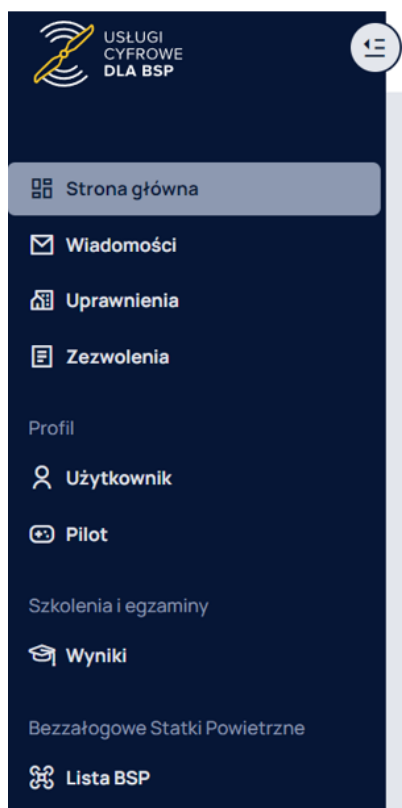 USŁUGI
CYFROWE
DLA BSP
Strona główna
Wiadomości
Uprawnienia
Zezwolenia
Profil
Użytkownik
Pilot
Szkolenia i egzaminy
Wyniki
Bezzałogowe Statki Powietrzne
Lista BSP